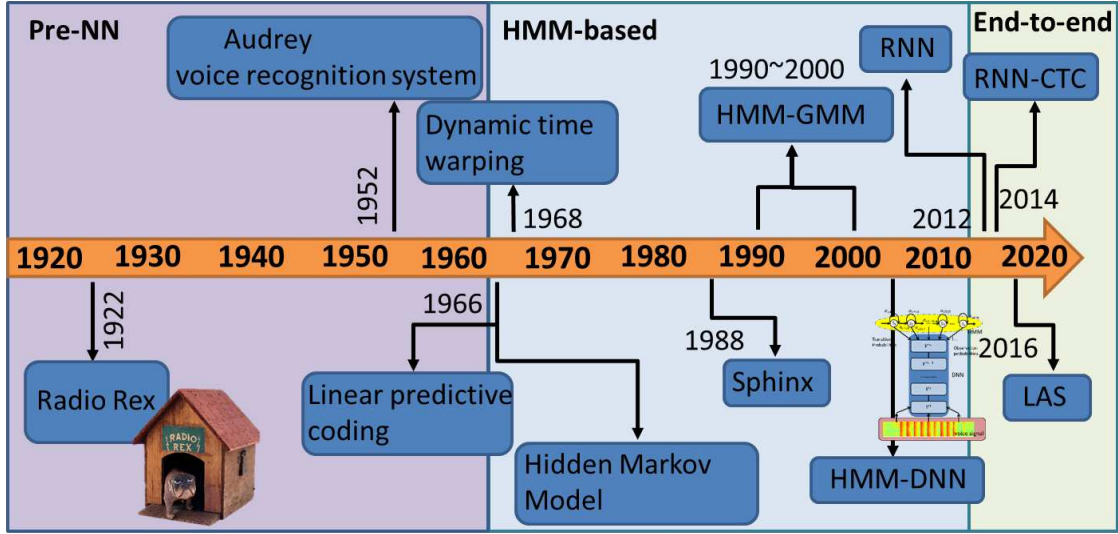 Pre-NN
HMM-based
End-to-end
Audrey
voice recognition system
RNN
1990~2000
RNN-CTC
HMM-GMM
Dynamic time
warping
1952
1968
2012
2014
1920
1930
1940
1950
1960
1970
1980
1990
2000
2010
2020
1922
1966
1988
2016
Radio Rex
RADIO
REX
Linear predictive
coding
Sphinx
DNN
LAS
Hidden Markov
Model
HMM-DNN